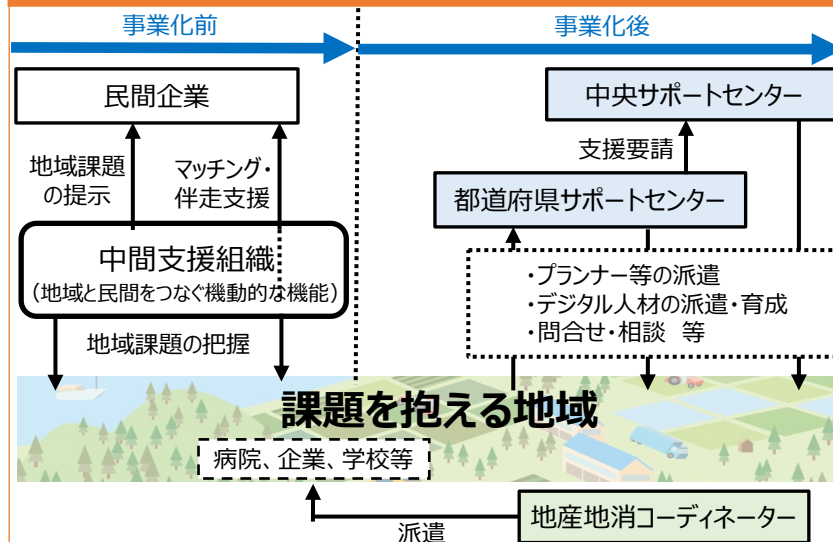 事業化前
事業化後
民間企業
中央サポートセンター
地域課題
の提示
マッチング・
伴走支援
支援要請
都道府県サポートセンター
中間支援組織
（地域と民間をつなぐ機動的な機能）
・プランナー等の派遣
・デジタル人材の派遣・育成
・問合せ・相談 等
地域課題の把握
課題を抱える地域
病院、企業、学校等
地産地消コーディネーター
派遣